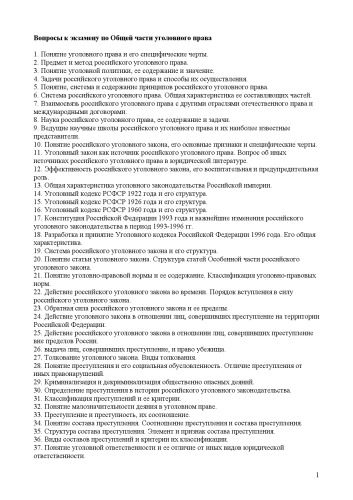 Вопросы к экзамену по Общей части уголовного права
1. Понятие уголовного права и его специфические черты.
2. Предмет и метод российского уголовного права.
3. Понятие уголовной политики, ее содержание и значение.
4. Задачи российского уголовного права и способы их осуществления.
5. Понятие, система и содержание принципов российского уголовного права.
6. Система российского уголовного права. Общая характеристика ее составляющих частей.
7. Взаимосвязь российского уголовного права с другими отраслями отечественного права и
международными договорами.
8. Наука российского уголовного права, ее содержание и задачи.
9. Ведущие научные школы российского уголовного права и их наиболее известные
представители.
10. Понятие российского уголовного закона, его основные признаки и специфические черты.
11. Уголовный закон как источник российского уголовного права. Вопрос об иных
источниках российского уголовного права в юридической литературе.
12. Эффективность российского уголовного закона, его воспитательная и предупредительная
роль.
13. Общая характеристика уголовного законодательства Российской империи.
14. Уголовный кодекс РСФСР 1922 года и его структура.
15. Уголовный кодекс РСФСР 1926 года и его структура.
16. Уголовный кодекс РСФСР 1960 года и его структура.
17. Конституция Российской Федерации 1993 года и важнейшие изменения российского
уголовного законодательства в период 1993-1996 гг.
18. Разработка и принятие Уголовного кодекса Российской Федерации 1996 года. Его общая
характеристика.
19. Система российского уголовного закона и его структура.
20. Понятие статьи уголовного закона. Структура статей Особенной части российского
уголовного закона.
21. Понятие уголовно-правовой нормы и ее содержание. Классификация уголовно-правовых
норм.
22. Действие российского уголовного закона во времени. Порядок вступления в силу
российского уголовного закона.
23. Обратная сила российского уголовного закона и ее пределы.
24. Действие уголовного закона в отношении лиц, совершивших преступление на территории
Российской Федерации.
25. Действие российского уголовного закона в отношении лиц, совершивших преступление
вне пределов России.
26. выдача лиц, совершивших преступление, и право убежища.
27. Толкование уголовного закона. Виды толкования.
28. Понятие преступления и его социальная обусловленность. Отличие преступления от
иных правонарушений.
29. Криминализация и декриминализация общественно опасных деяний.
30. Определение преступления в истории российского уголовного законодательства.
31. Классификация преступлений и ее критерии.
32. Понятие малозначительности деяния в уголовном праве.
33. Преступление и преступность, их соотношение.
34. Понятие состава преступления. Соотношение преступления и состава преступления.
35. Структура состава преступления. Элемент и признак состава преступления.
36. Виды составов преступлений и критерии их классификации.
37. Понятие уголовной ответственности и ее отличие от иных видов юридической
ответственности.
1